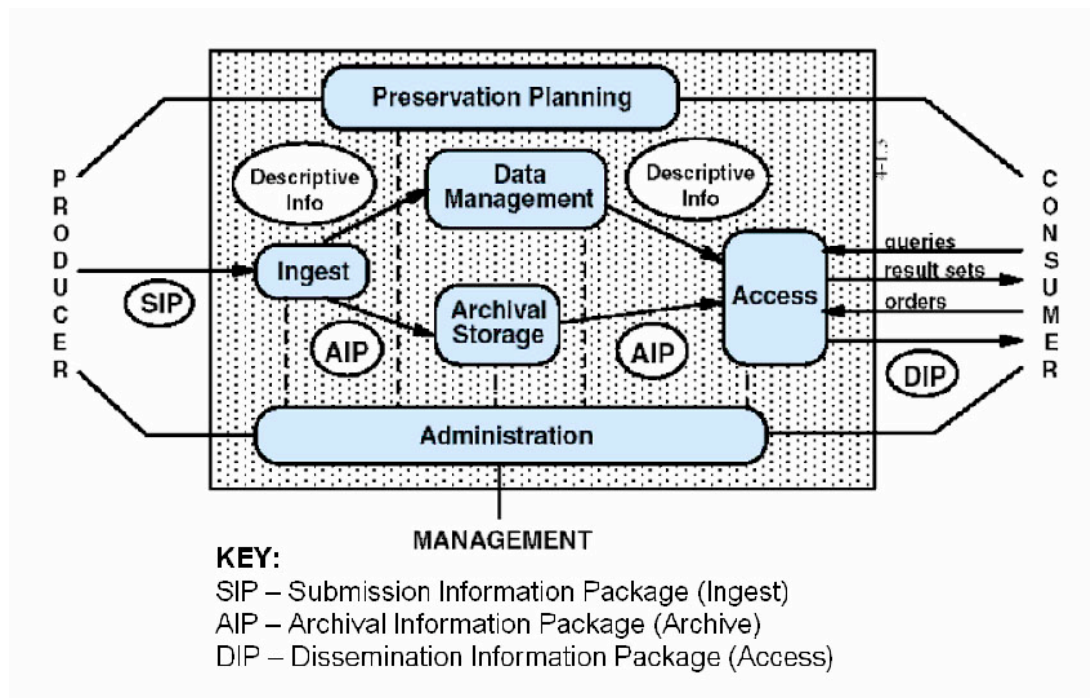 Preservation Planning
Descriptive
Info
Data
Management
Descriptive
Info
PRODUCER
CONSUMER
Ingest
SIP
Archival
Storage
AIP
AIP
Access
queries
result sets
orders
DIP
Administration
MANAGEMENT
KEY:
SIP – Submission Information Package (Ingest)
AIP – Archival Information Package (Archive)
DIP – Dissemination Information Package (Access)